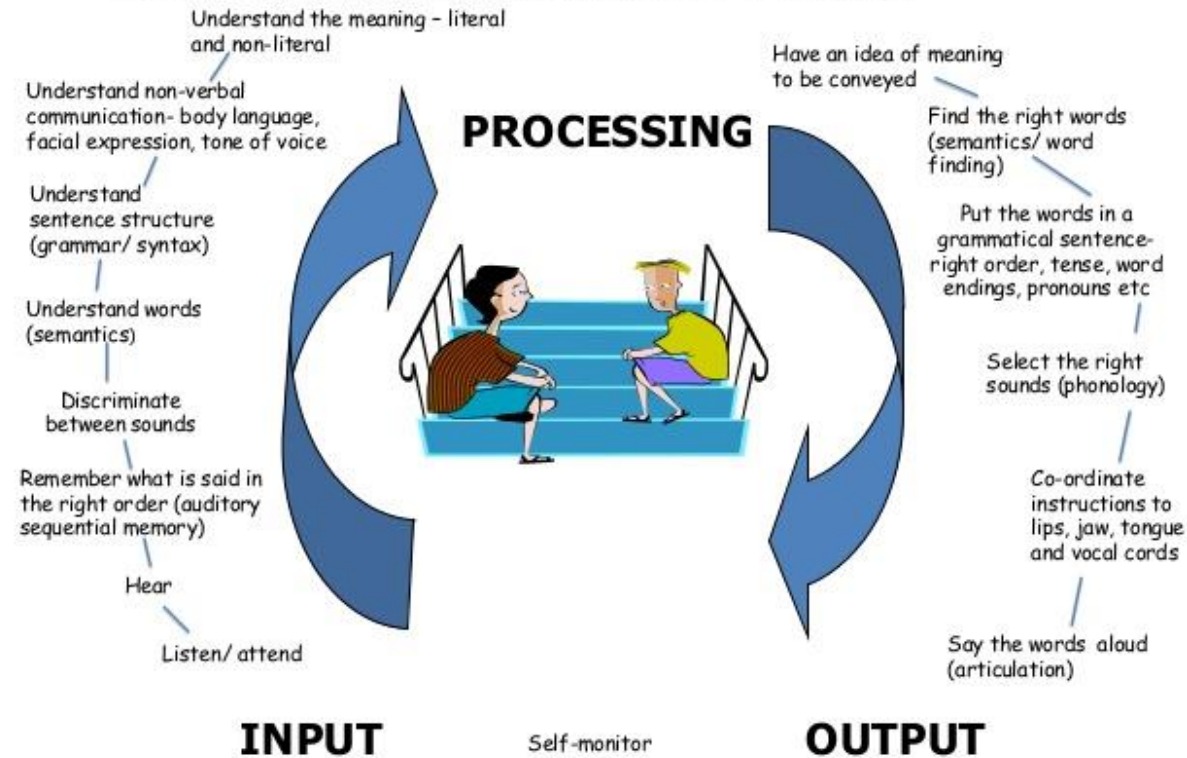 Understand the meaning – literal
and non-literal
Understand non-verbal
communication- body language,
facial expression, tone of voice
Understand
sentence structure
(grammar/ syntax)
Understand words
(semantics)
Discriminate
between sounds
Remember what is said in
the right order (auditory
sequential memory)
Hear
Listen/ attend
INPUT
PROCESSING
Have an idea of meaning
to be conveyed
Find the right words
(semantics/ word
finding)
Put the words in a
grammatical sentence-
right order, tense, word
endings, pronouns etc
Select the right
sounds (phonology)
Co-ordinate
instructions to
lips, jaw, tongue
and vocal cords
Say the words aloud
(articulation)
OUTPUT
Self-monitor